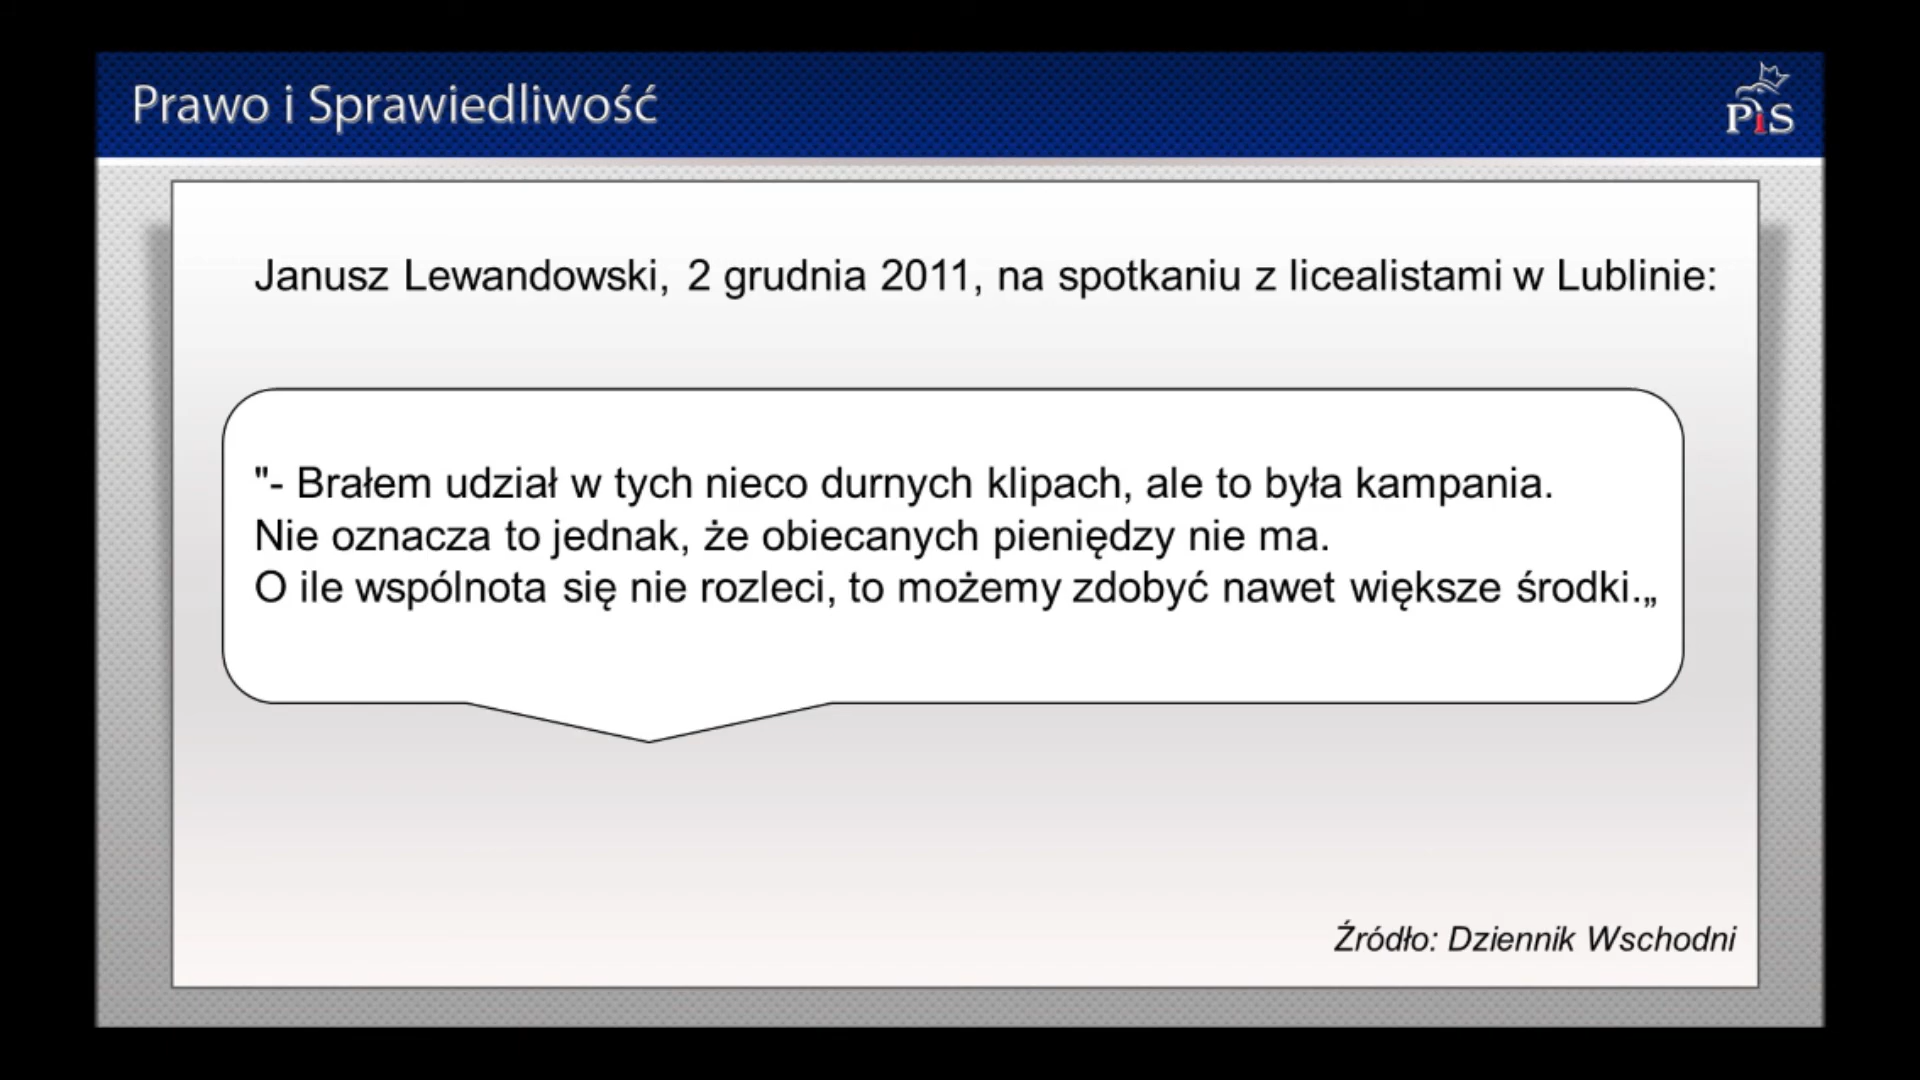 Prawo i Sprawiedliwość
PiS
Janusz Lewandowski, 2 grudnia 2011, na spotkaniu z licealistami w Lublinie:
"- Brałem udział w tych nieco durnych klipach, ale to była kampania.
Nie oznacza to jednak, że obiecanych pieniędzy nie ma.
O ile wspólnota się nie rozleci, to możemy zdobyć nawet większe środki.„
Źródło: Dziennik Wschodni